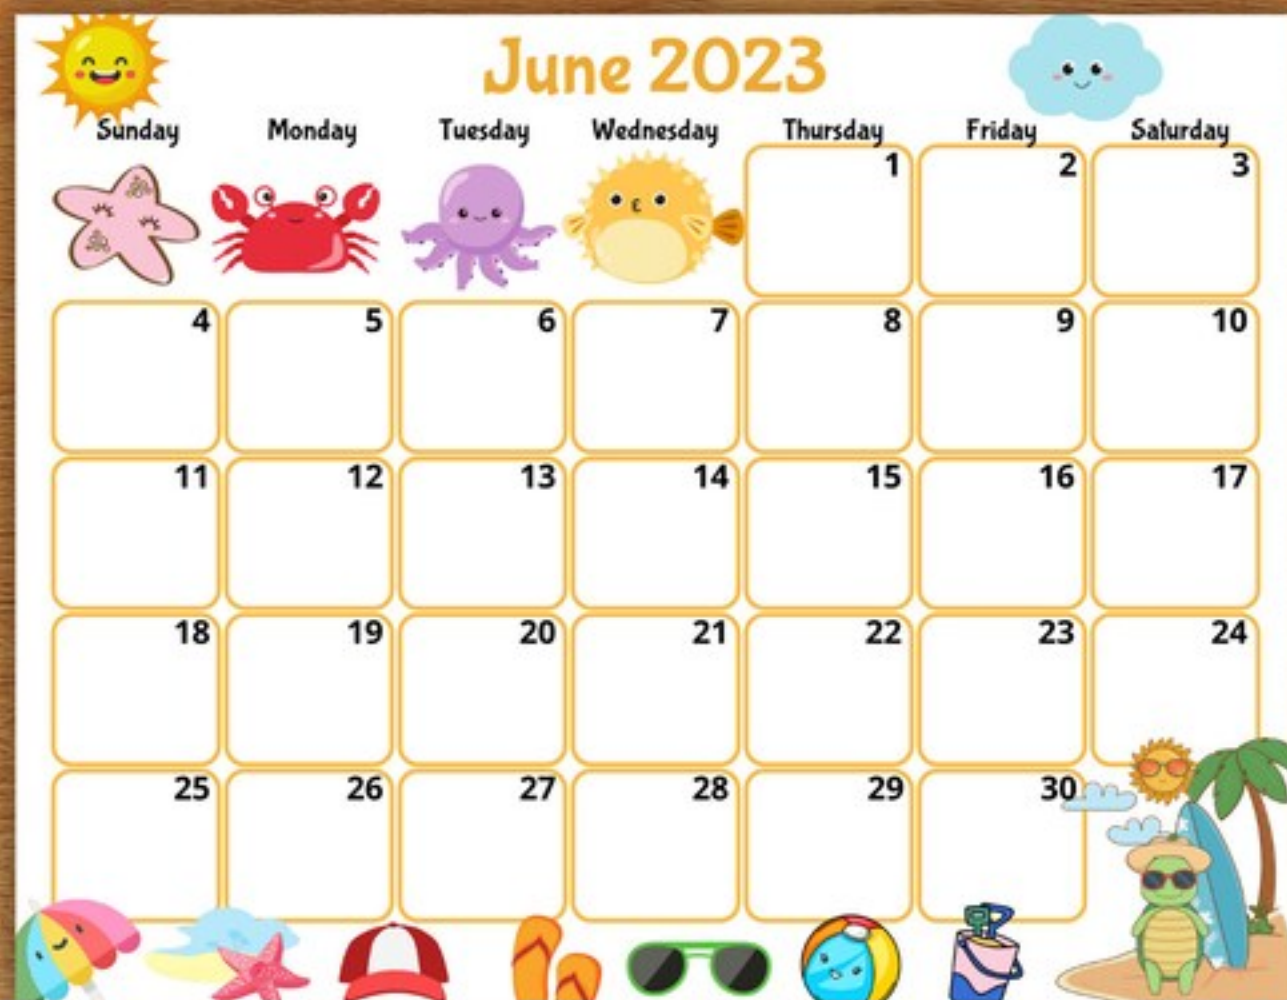 June 2023
Sunday Monday Tuesday Wednesday Thursday Friday Saturday
1 2 3
4 5 6 7 8 9 10
11 12 13 14 15 16 17
18 19 20 21 22 23 24
25 26 27 28 29 30